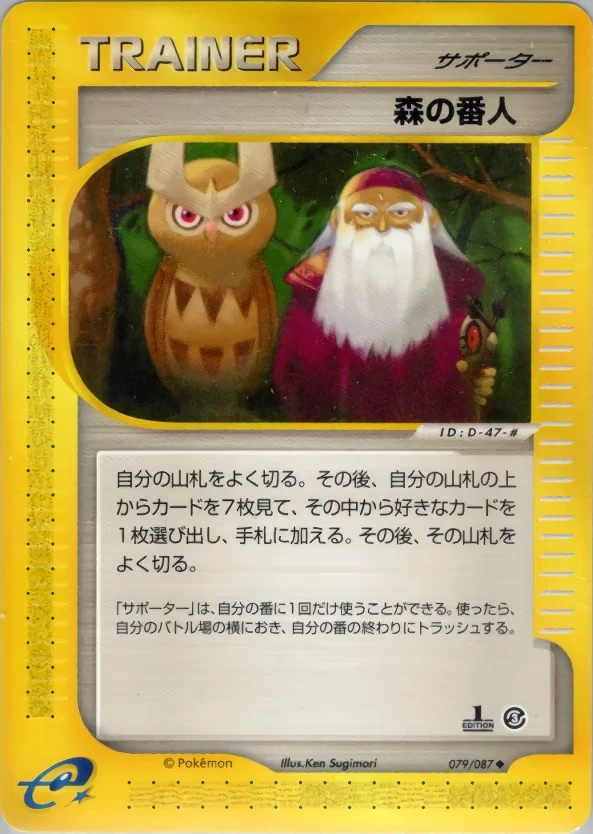 TRAINER
サポーター
森の番人
ID:D-47-#
自分の山札をよく切る。その後、自分の山札の上
からカードを7枚見て、その中から好きなカードを
1枚選び出し、手札に加える。その後、その山札を
よく切る。
「サポーター」は、自分の番に1回だけ使うことができる。使ったら、
自分のバトル場の横におき、自分の番の終わりにトラッシュする。
1
EDITION
3
© Pokémon
Illus.Ken Sugimori
079/087◆
e